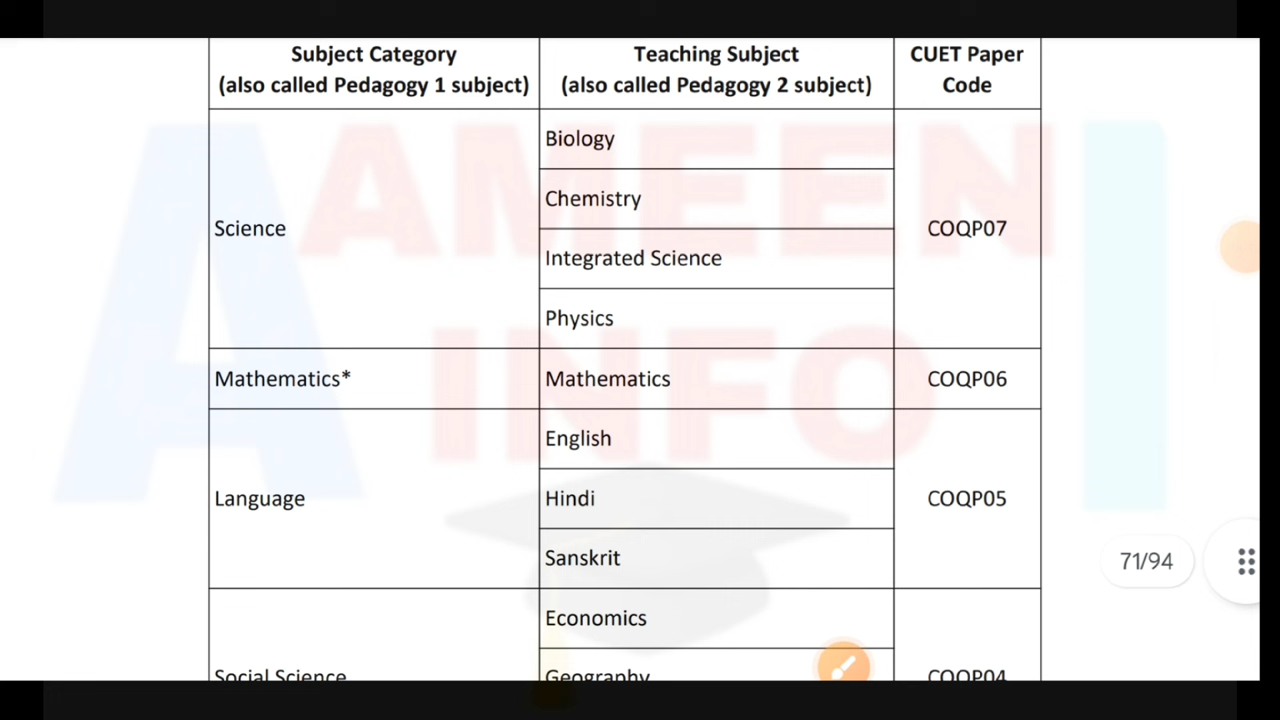 Subject Category
(also called Pedagogy 1 subject)
Teaching Subject
(also called Pedagogy 2 subject)
CUET Paper
Code
Science
Biology
Chemistry
Integrated Science
Physics
COQP07
Mathematics*
Mathematics
COQP06
Language
English
Hindi
Sanskrit
COQP05
Social Science
Economics
Geography
COQP04
A AMEEN I
INFO
71/94